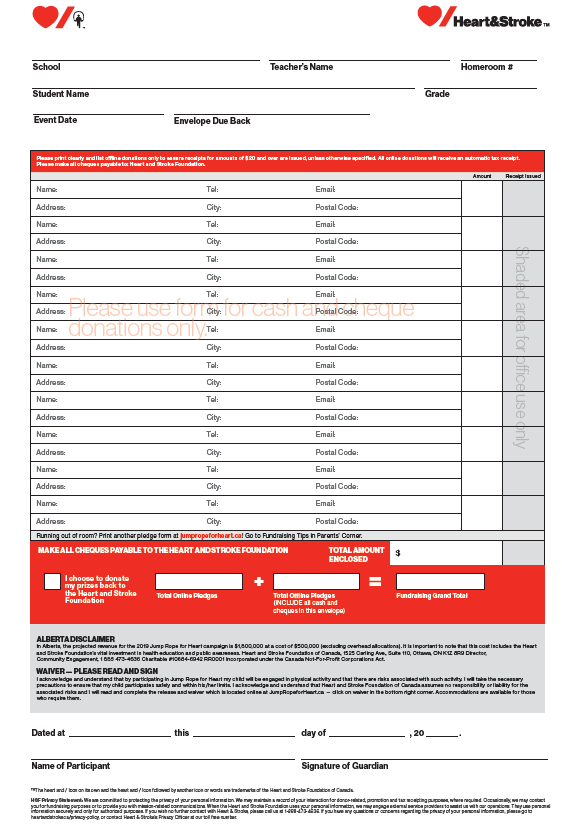 Heart&Stroke™
School Teacher's Name Homeroom #
Student Name Grade
Event Date Envelope Due Back
Please print clearly and list offline donations only to ensure receipts for amounts of $20 and over are issued, unless otherwise specified. All online donations will receive an automatic tax receipt.
Please make all cheques payable to: Heart and Stroke Foundation.
Amount Receipt Issued
Name: Tel: Email:
Address: City: Postal Code:
Name: Tel: Email:
Address: City: Postal Code:
Name: Tel: Email:
Address: City: Postal Code:
Name: Tel: Email:
Please use form for cash and cheque
Address: City: Postal Code:
donations only.
Name: Tel: Email:
Address: City: Postal Code:
Name: Tel: Email:
Address: City: Postal Code:
Name: Tel: Email:
Address: City: Postal Code:
Name: Tel: Email:
Address: City: Postal Code:
Name: Tel: Email:
Address: City: Postal Code:
Name: Tel: Email:
Address: City: Postal Code:
Shaded area for office use only
Running out of room? Print another pledge form at jumpropeforheart.ca! Go to Fundraising Tips in Parents' Corner.
MAKE ALL CHEQUES PAYABLE TO THE HEART AND STROKE FOUNDATION TOTAL AMOUNT
ENCLOSED $
I choose to donate
my prizes back to
the Heart and Stroke
Foundation
Total Online Pledges
+
Total Offline Pledges
(INCLUDE all cash and
cheques in this envelope)
=
Fundraising Grand Total
ALBERTA DISCLAIMER
In Alberta, the projected revenue for the 2019 Jump Rope for Heart campaign is $1,600,000 at a cost of $500,000 (excluding overhead allocations). It is important to note that this cost includes the Heart
and Stroke Foundation's vital investment in health education and public awareness. Heart and Stroke Foundation of Canada, 1525 Carling Ave., Suite 110, Ottawa, ON K1Z 8R9 Director,
Community Engagement, 1 855 473-4636 Charitable #10684-6942 RR0001 Incorporated under the Canada Not-For-Profit Corporations Act.
WAIVER — PLEASE READ AND SIGN
I acknowledge and understand that by participating in Jump Rope for Heart my child will be engaged in physical activity and that there are risks associated with such activity. I will take the necessary
precautions to ensure that my child participates safely and within his/her limits. I acknowledge and understand that Heart and Stroke Foundation of Canada assumes no responsibility or liability for the
associated risks and I will read and complete the release and waiver which is located online at JumpRopeforHeart.ca — click on waiver in the bottom right corner. Accommodations are available for those
who require them.
Dated at this day of , 20 .
Name of Participant Signature of Guardian
™The heart and / Icon on its own and the heart and / Icon followed by another icon or words are trademarks of the Heart and Stroke Foundation of Canada.
HSF Privacy Statement: We are committed to protecting the privacy of your personal information. We may maintain a record of your interaction for donor-related, promotion and tax receipting purposes, where required. Occasionally, we may contact
you for fundraising purposes or to provide you with mission-related communications. When the Heart and Stroke Foundation uses your personal information, we may engage external service providers to assist us with our operations. They use personal
information securely and only for authorized purposes. If you wish no further contact with Heart & Stroke, please call us at 1-888-473-4636. If you have any questions or concerns regarding the privacy of your personal information, please go to
heartandstroke.ca/privacy-policy, or contact Heart & Stroke's Privacy Officer at our toll free number.